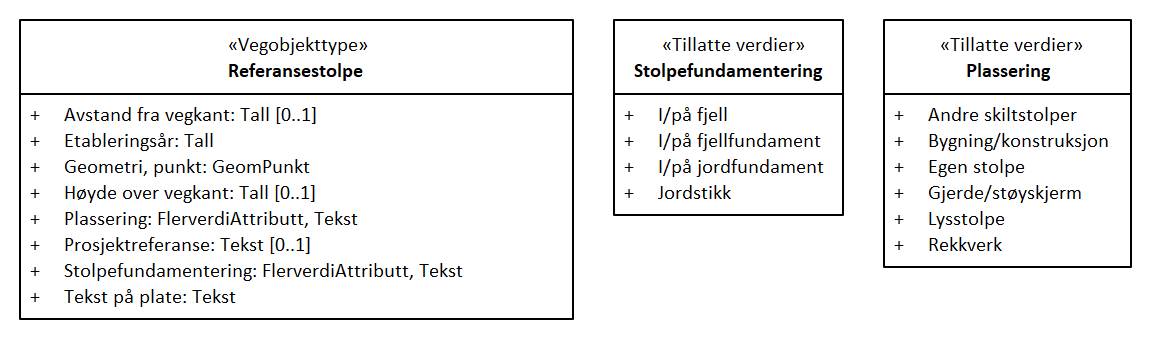 «Vegobjekttype»
Referansestolpe
+ Avstand fra vegkant: Tall [0..1]
+ Etableringsår: Tall
+ Geometri, punkt: GeomPunkt
+ Høyde over vegkant: Tall [0..1]
+ Plassering: FlerverdiAttributt, Tekst
+ Prosjektreferanse: Tekst [0..1]
+ Stolpefundamentering: FlerverdiAttributt, Tekst
+ Tekst på plate: Tekst
«Tillatte verdier»
Stolpefundamentering
+ I/på fjell
+ I/på fjellfundament
+ I/på jordfundament
+ Jordstikk
«Tillatte verdier»
Plassering
+ Andre skiltstolper
+ Bygning/konstruksjon
+ Egen stolpe
+ Gjerde/støyskjerm
+ Lysstolpe
+ Rekkverk